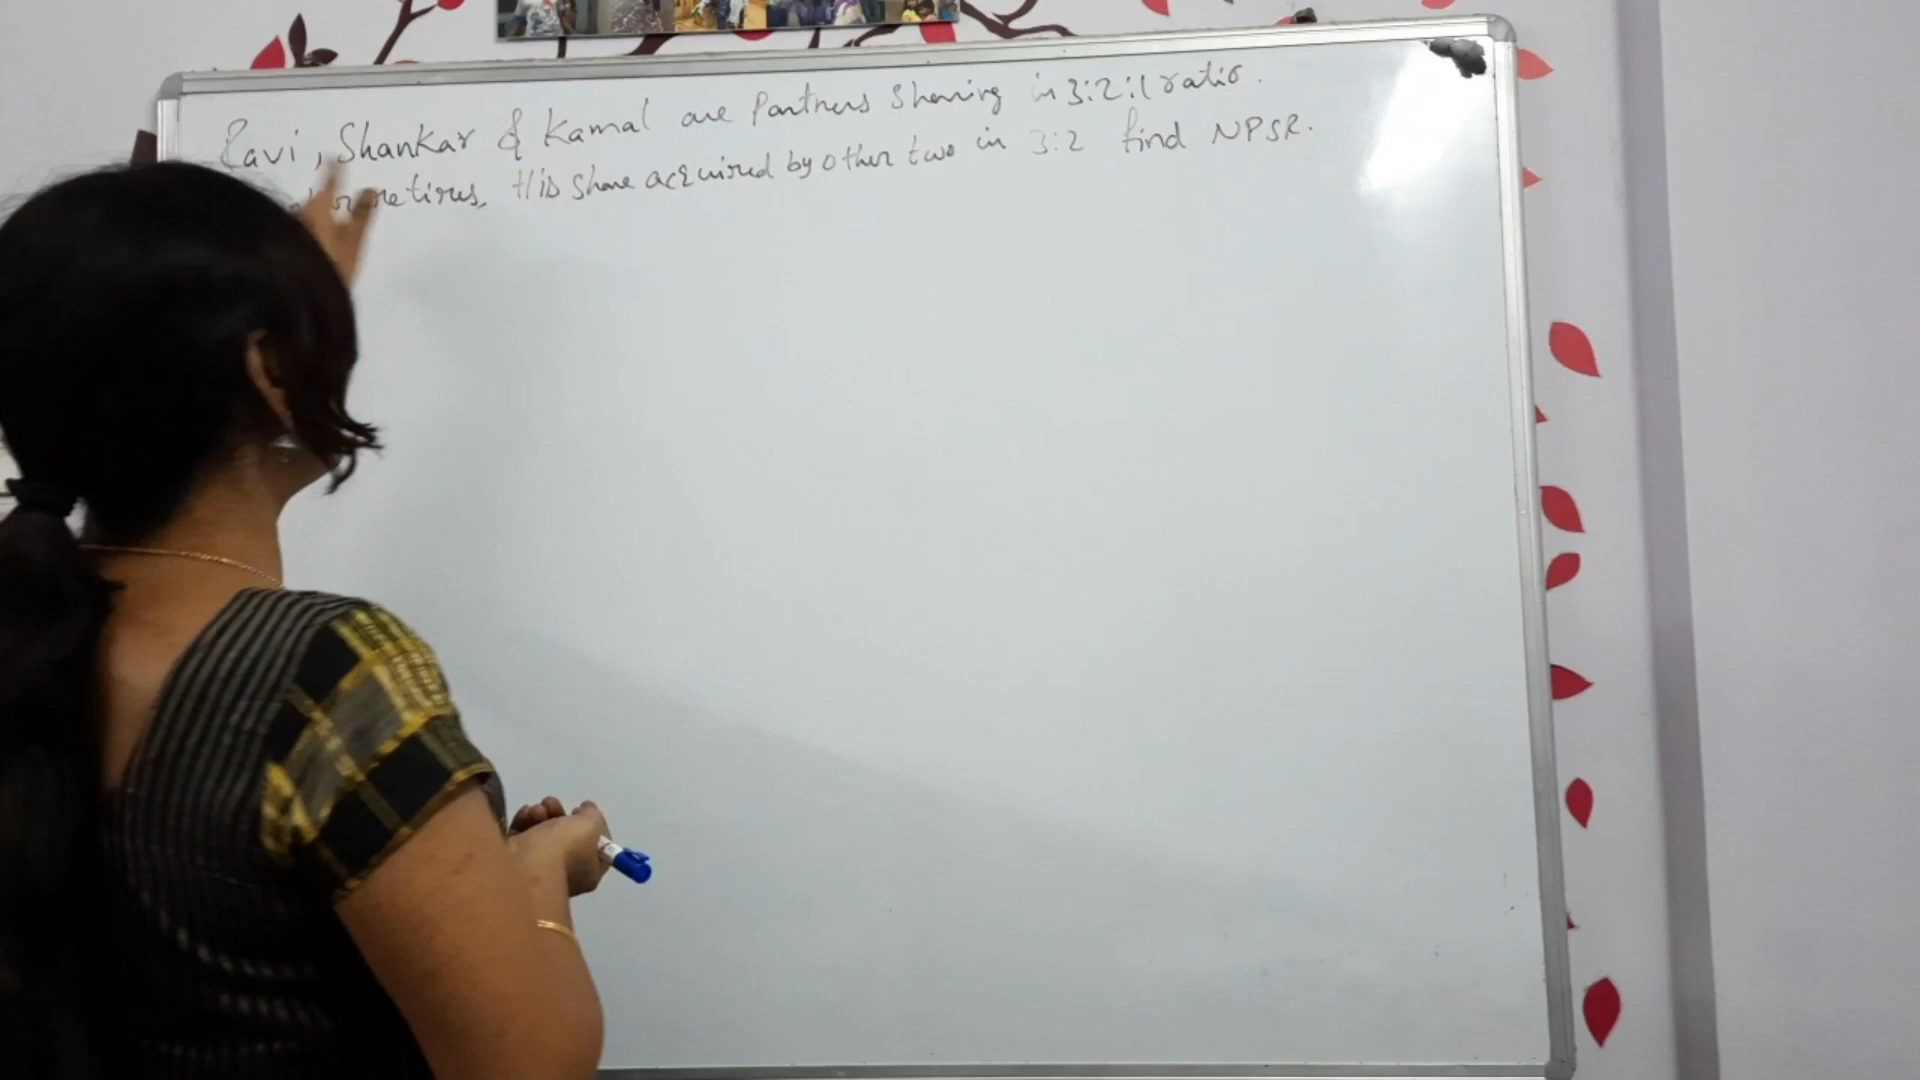 Ravi, Shankar & Kamal are Partners Sharing in 3:2:1 ratio.
retires, His share acquired by other two in 3:2 find NPSR.